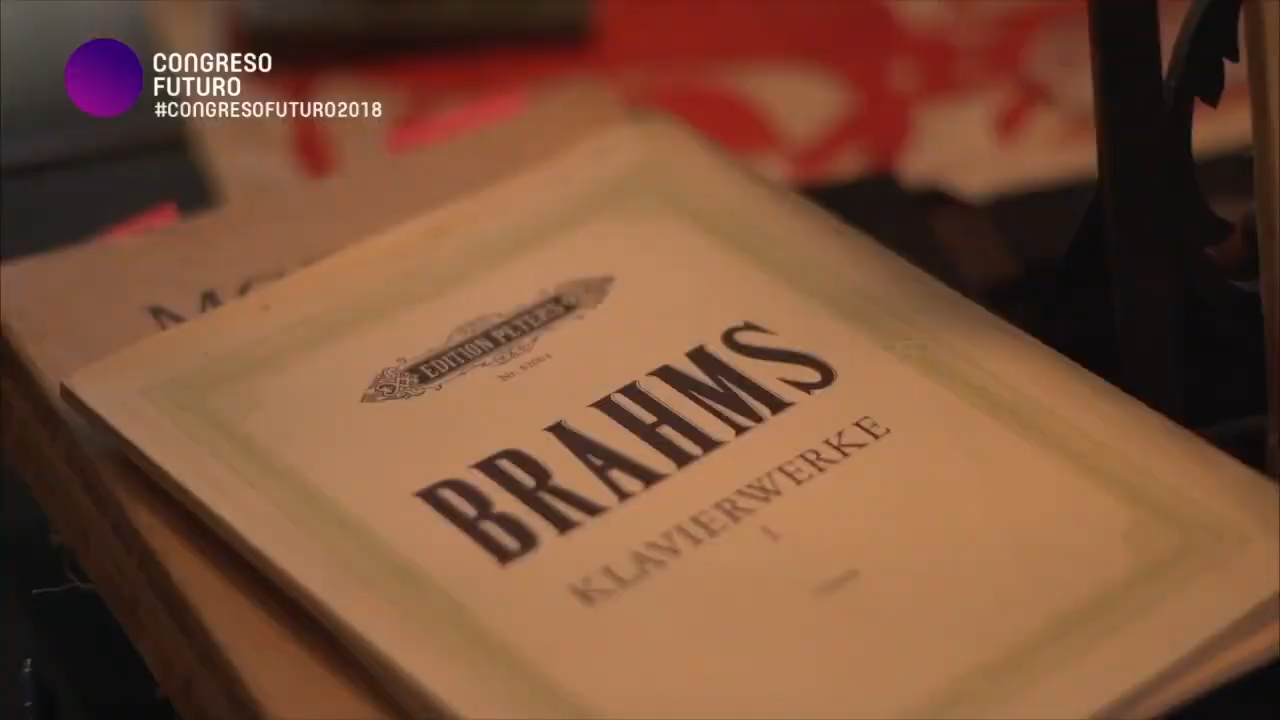 CONGRESO
FUTURO
#CONGRESOFUTURO2018
EDITION PETERS
BRAHMS
KLAVIERWERKE
I